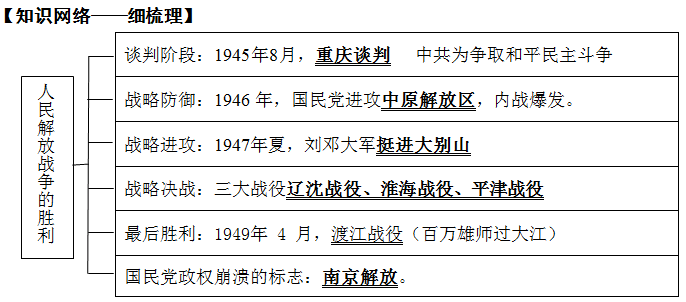 【知识网络——细梳理】
人民解放战争的胜利
谈判阶段：1945年8月，重庆谈判 中共为争取和平民主斗争
战略防御：1946 年，国民党进攻中原解放区，内战爆发。
战略进攻：1947年夏，刘邓大军挺进大别山
战略决战：三大战役辽沈战役、淮海战役、平津战役
最后胜利：1949年 4 月，渡江战役（百万雄师过大江）
国民党政权崩溃的标志：南京解放。